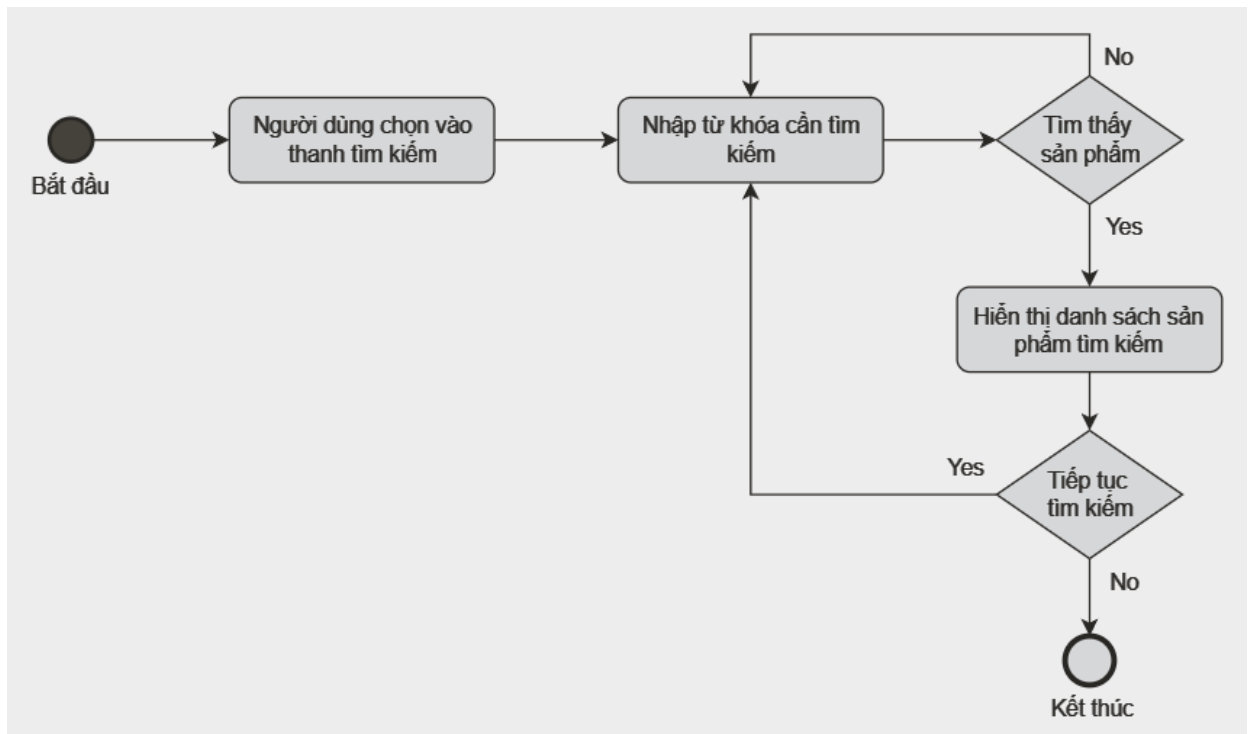 No
Người dùng chọn vào
thanh tìm kiếm
Nhập từ khóa cần tìm
kiếm
Tìm thấy
sản phẩm
Bắt đầu
Yes
Hiển thị danh sách sản
phẩm tìm kiếm
Yes
Tiếp tục
tìm kiếm
No
Kết thúc